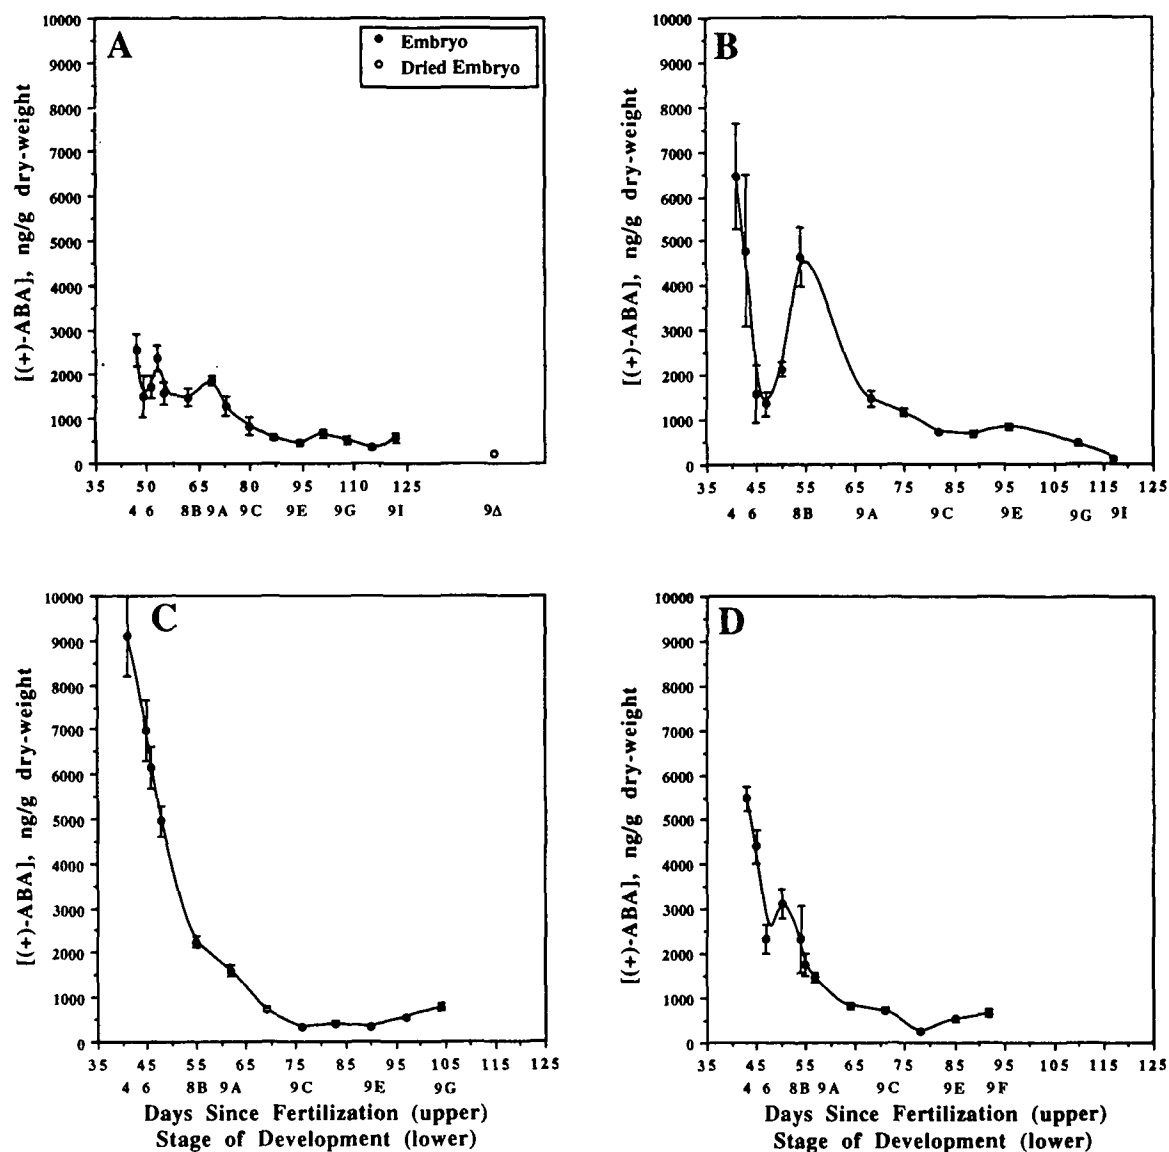 A
Embryo
Dried Embryo
[(+)-ABA], ng/g dry-weight
10000
9000
8000
7000
6000
5000
4000
3000
2000
1000
0
35 50 65 80 95 110 125
4 6 8B 9A 9C 9E 9G 9I 9Δ
B
[(+)-ABA], ng/g dry-weight
10000
9000
8000
7000
6000
5000
4000
3000
2000
1000
0
35 45 55 65 75 85 95 105 115 125
4 6 8B 9A 9C 9E 9G 9I
C
[(+)-ABA], ng/g dry-weight
10000
9000
8000
7000
6000
5000
4000
3000
2000
1000
0
35 45 55 65 75 85 95 105 115 125
4 6 8B 9A 9C 9E 9G
Days Since Fertilization (upper)
Stage of Development (lower)
D
[(+)-ABA], ng/g dry-weight
10000
9000
8000
7000
6000
5000
4000
3000
2000
1000
0
35 45 55 65 75 85 95 105 115 125
4 6 8B 9A 9C 9E 9F
Days Since Fertilization (upper)
Stage of Development (lower)